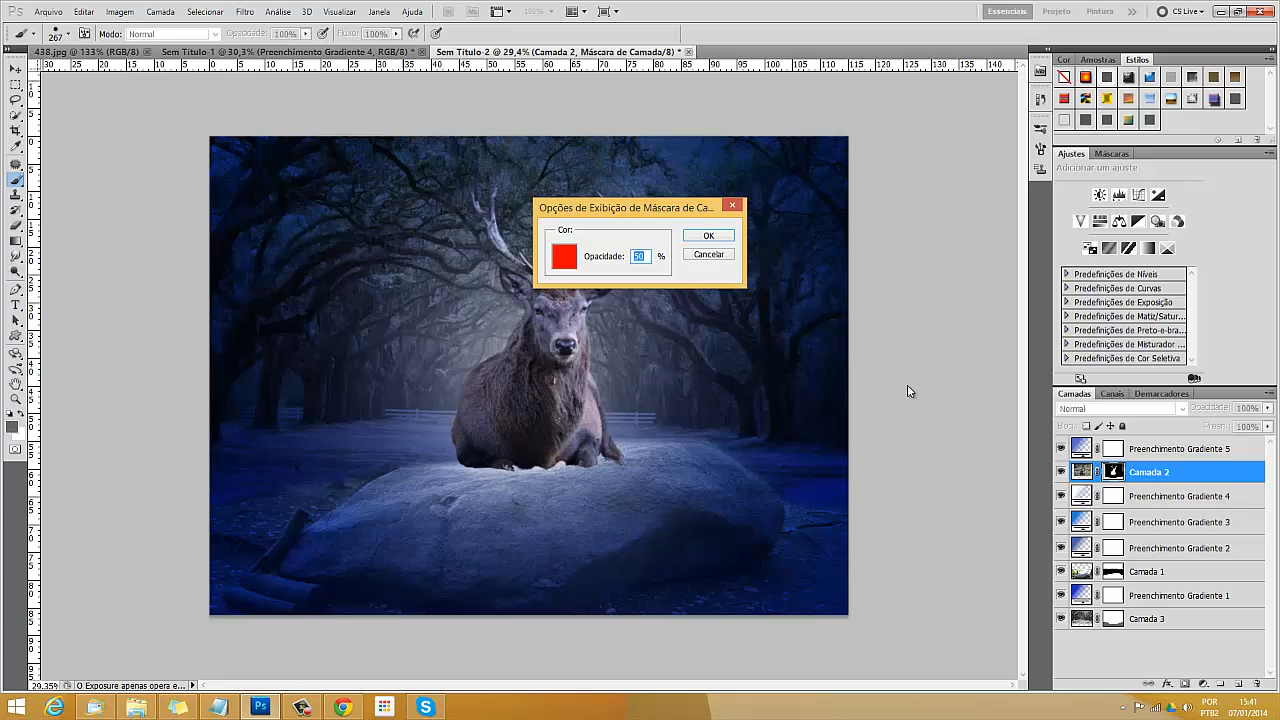 Ps Arquivo Editar Imagem Camada Selecionar Filtro Análise 3D Visualizar Janela Ajuda
100%
Essenciais Projeto Pintura CS Live
267 Modo: Normal Opacidade: 100% Fluxo: 100%
438.jpg @ 133% (RGB/8) Sem Título-1 @ 30,3% (Preenchimento Gradiente 4, RGB/8) * Sem Título-2 @ 29,4% (Camada 2, Máscara de Camada/8) *
Cor Amostras Estilos
Ajustes Máscaras
Adicionar um ajuste
Predefinições de Níveis
Predefinições de Curvas
Predefinições de Exposição
Predefinições de Matiz/Satur...
Predefinições de Preto-e-bra...
Predefinições de Misturador ...
Predefinições de Cor Seletiva
Opções de Exibição de Máscara de Ca...
Cor:
Opacidade: 50 %
OK
Cancelar
Camadas Canais Demarcadores
Normal Opacidade: 100%
100%
Preenchimento Gradiente 5
Camada 2
Preenchimento Gradiente 4
Preenchimento Gradiente 3
Preenchimento Gradiente 2
Camada 1
Preenchimento Gradiente 1
Camada 3
29,35% O Exposure apenas opera e...
Ps
POR
PTB2
15:41
07/01/2014